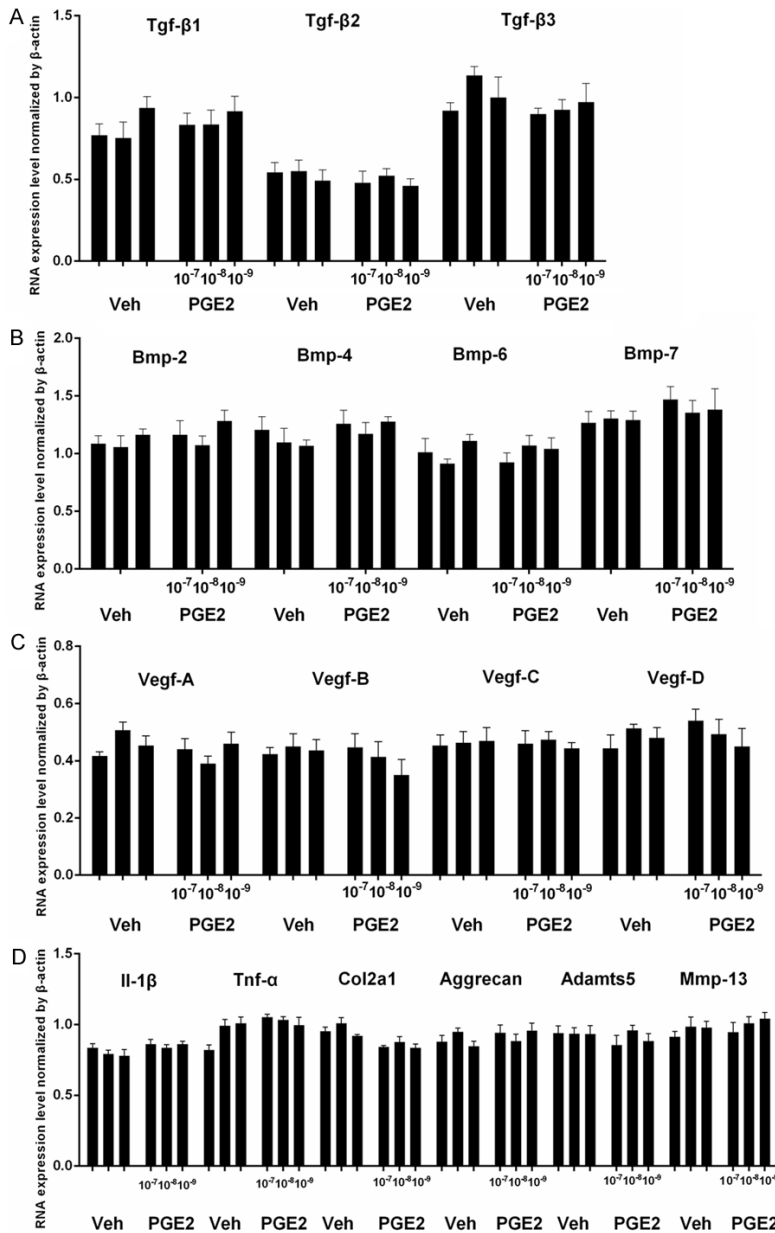 A
RNA expression level normalized by β-actin
Tgf-β1 Tgf-β2 Tgf-β3
1.5
1.0
0.5
0.0
10-7 10-8 10-9 10-7 10-8 10-9 10-7 10-8 10-9
Veh PGE2 Veh PGE2 Veh PGE2
B
RNA expression level normalized by β-actin
Bmp-2 Bmp-4 Bmp-6 Bmp-7
2.0
1.5
1.0
0.5
0.0
10-7 10-8 10-9 10-7 10-8 10-9 10-7 10-8 10-9 10-7 10-8 10-9
Veh PGE2 Veh PGE2 Veh PGE2 Veh PGE2
C
RNA expression level normalized by β-actin
Vegf-A Vegf-B Vegf-C Vegf-D
0.8
0.6
0.4
0.2
0.0
10-7 10-8 10-9 10-7 10-8 10-9 10-7 10-8 10-9 10-7 10-8 10-9
Veh PGE2 Veh PGE2 Veh PGE2 Veh PGE2
D
RNA expression level normalized by β-actin
Il-1β Tnf-α Col2a1 Aggrecan Adamts5 Mmp-13
1.5
1.0
0.5
0.0
10-7 10-8 10-9 10-7 10-8 10-9 10-7 10-8 10-9 10-7 10-8 10-9 10-7 10-8 10-9 10-7 10-8
Veh PGE2 Veh PGE2 Veh PGE2 Veh PGE2 Veh PGE2 Veh PGE2